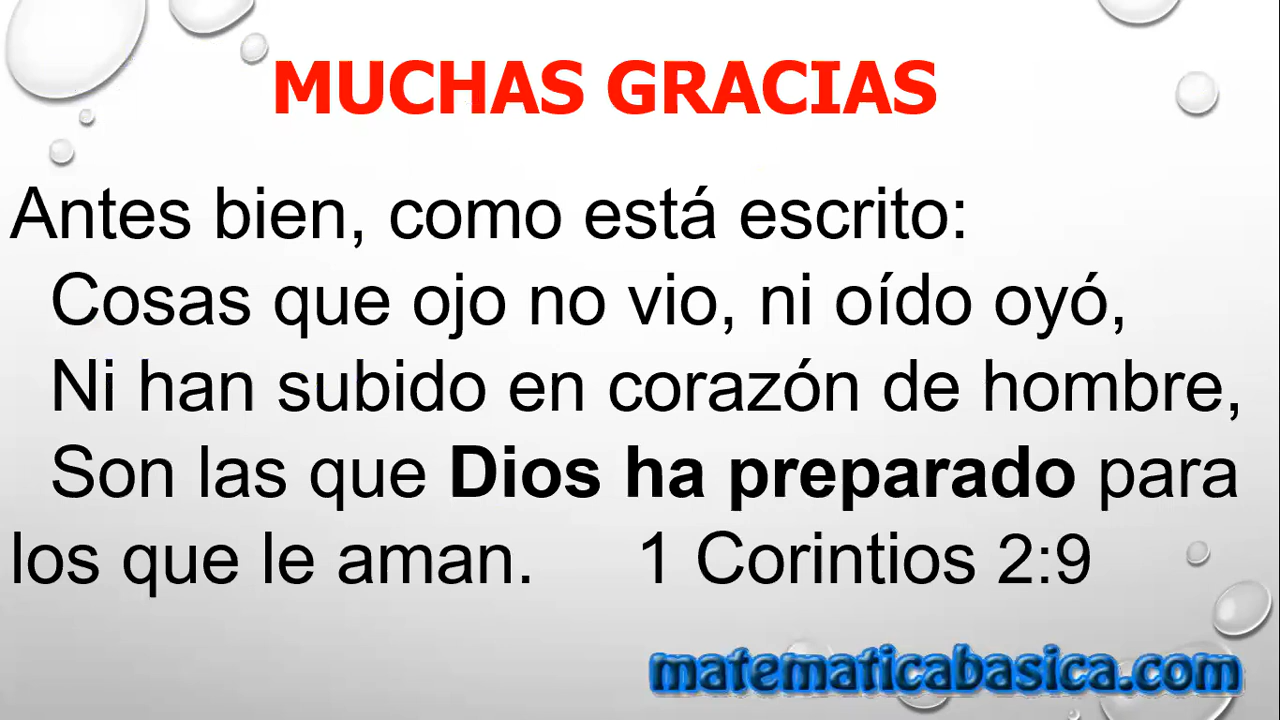 MUCHAS GRACIAS
Antes bien, como está escrito:
Cosas que ojo no vio, ni oído oyó,
Ni han subido en corazón de hombre,
Son las que Dios ha preparado para
los que le aman. 1 Corintios 2:9
matematicabasica.com